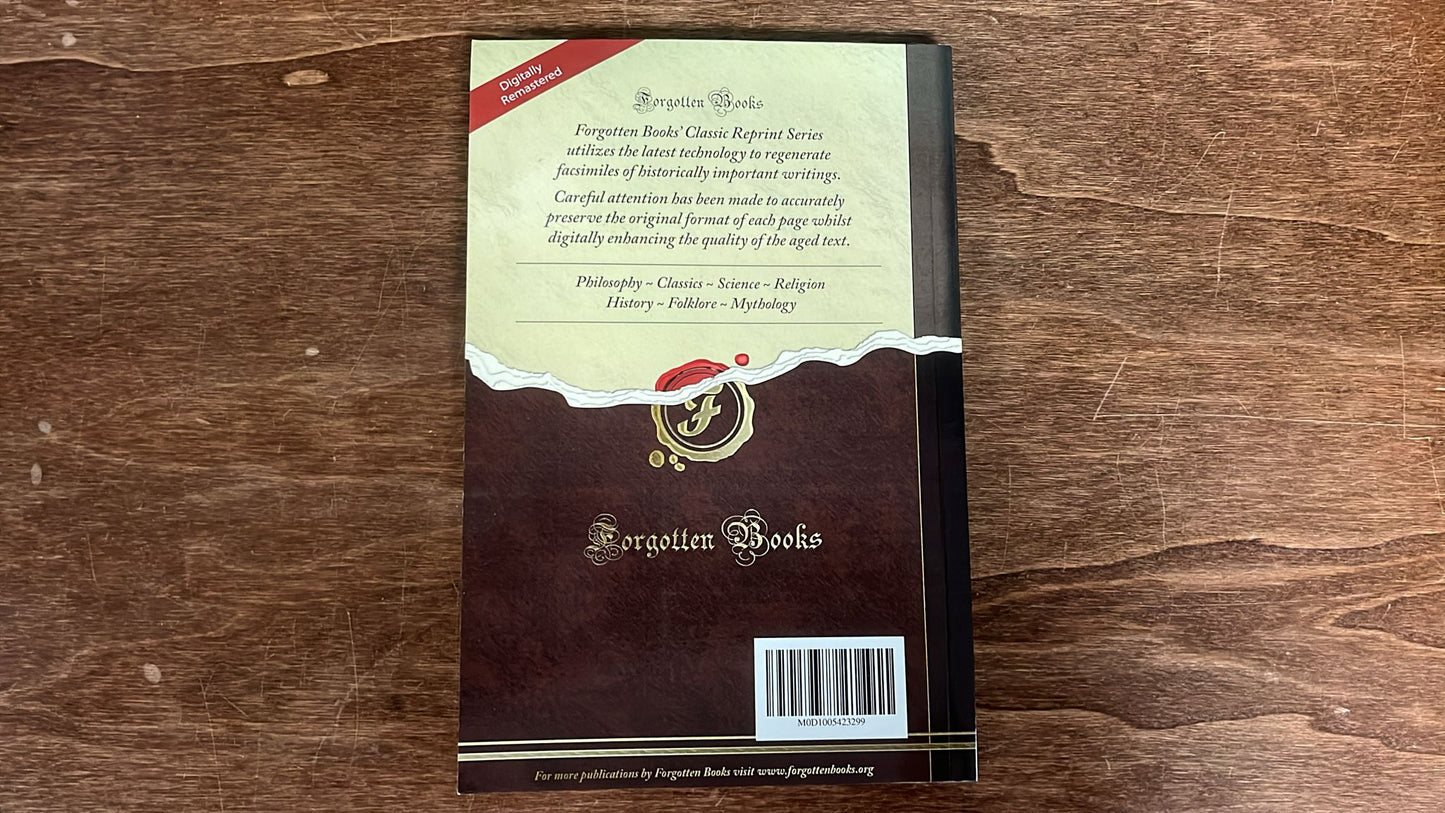 Digitally
Remastered
Forgotten Books
Forgotten Books' Classic Reprint Series
utilizes the latest technology to regenerate
facsimiles of historically important writings.
Careful attention has been made to accurately
preserve the original format of each page whilst
digitally enhancing the quality of the aged text.
Philosophy ~ Classics ~ Science ~ Religion
History ~ Folklore ~ Mythology
F
Forgotten Books
M0D1005423299
For more publications by Forgotten Books visit www.forgottenbooks.org